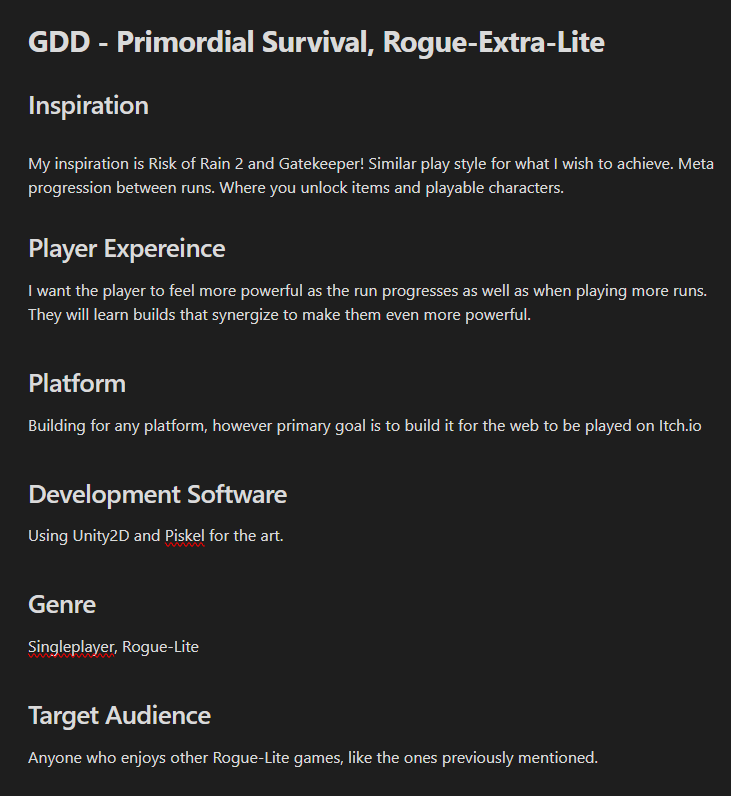 GDD - Primordial Survival, Rogue-Extra-Lite
Inspiration
My inspiration is Risk of Rain 2 and Gatekeeper! Similar play style for what I wish to achieve. Meta
progression between runs. Where you unlock items and playable characters.
Player Expereince
I want the player to feel more powerful as the run progresses as well as when playing more runs.
They will learn builds that synergize to make them even more powerful.
Platform
Building for any platform, however primary goal is to build it for the web to be played on Itch.io
Development Software
Using Unity2D and Piskel for the art.
Genre
Singleplayer, Rogue-Lite
Target Audience
Anyone who enjoys other Rogue-Lite games, like the ones previously mentioned.